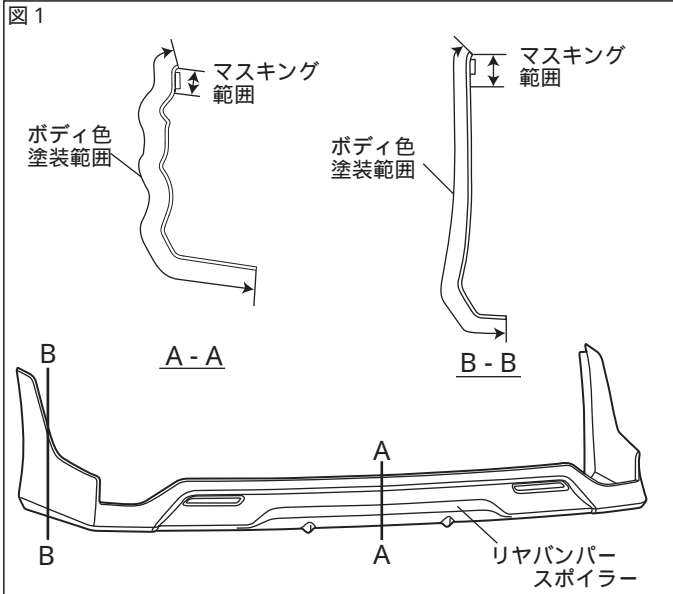 図1
マスキング
範囲
ボディ色
塗装範囲
A - A
マスキング
範囲
ボディ色
塗装範囲
B - B
B
B
A
A
リヤバンパー
スポイラー